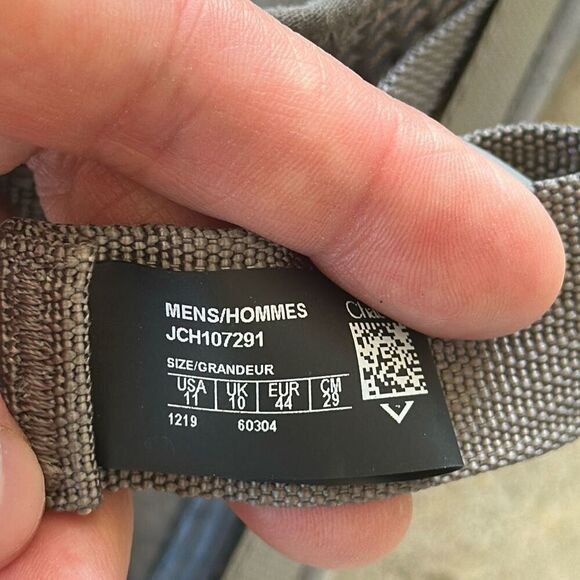 MENS/HOMMES
JCH107291
SIZE/GRANDEUR
USA UK EUR CM
11 10 44 29
1219 60304